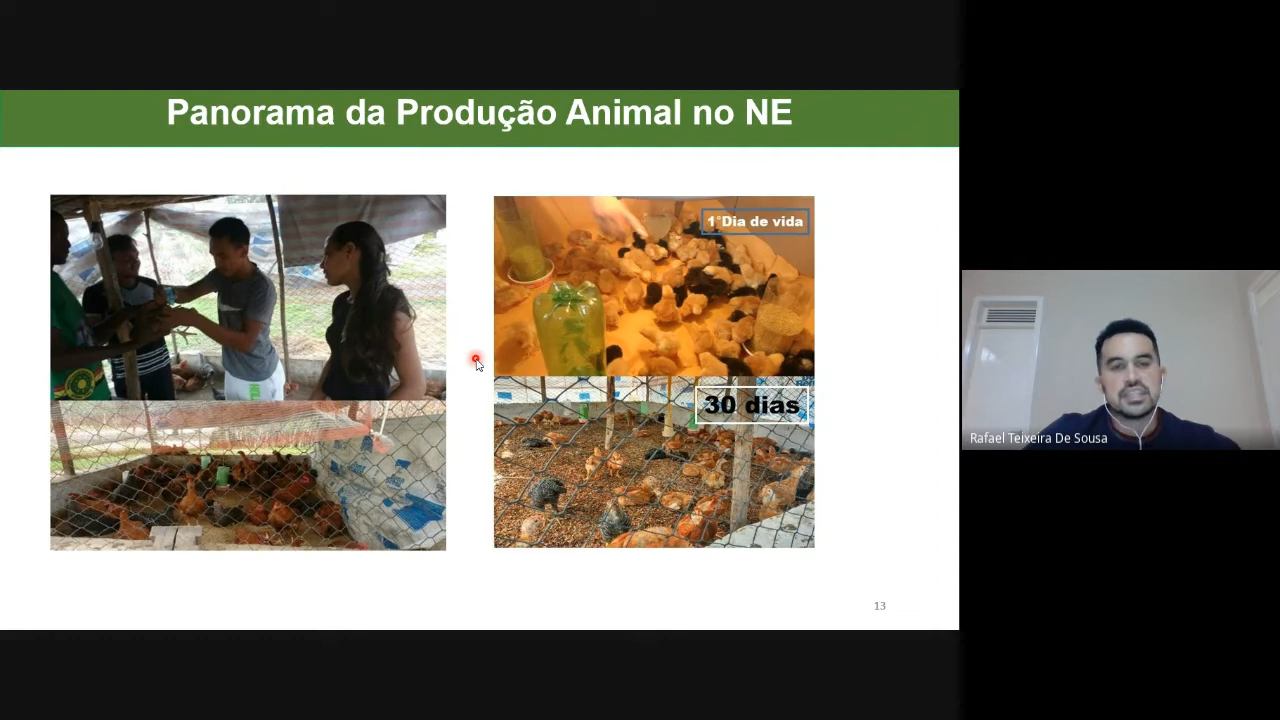 Panorama da Produção Animal no NE
1°Dia de vida
30 dias
13
Rafael Teixeira De Sousa